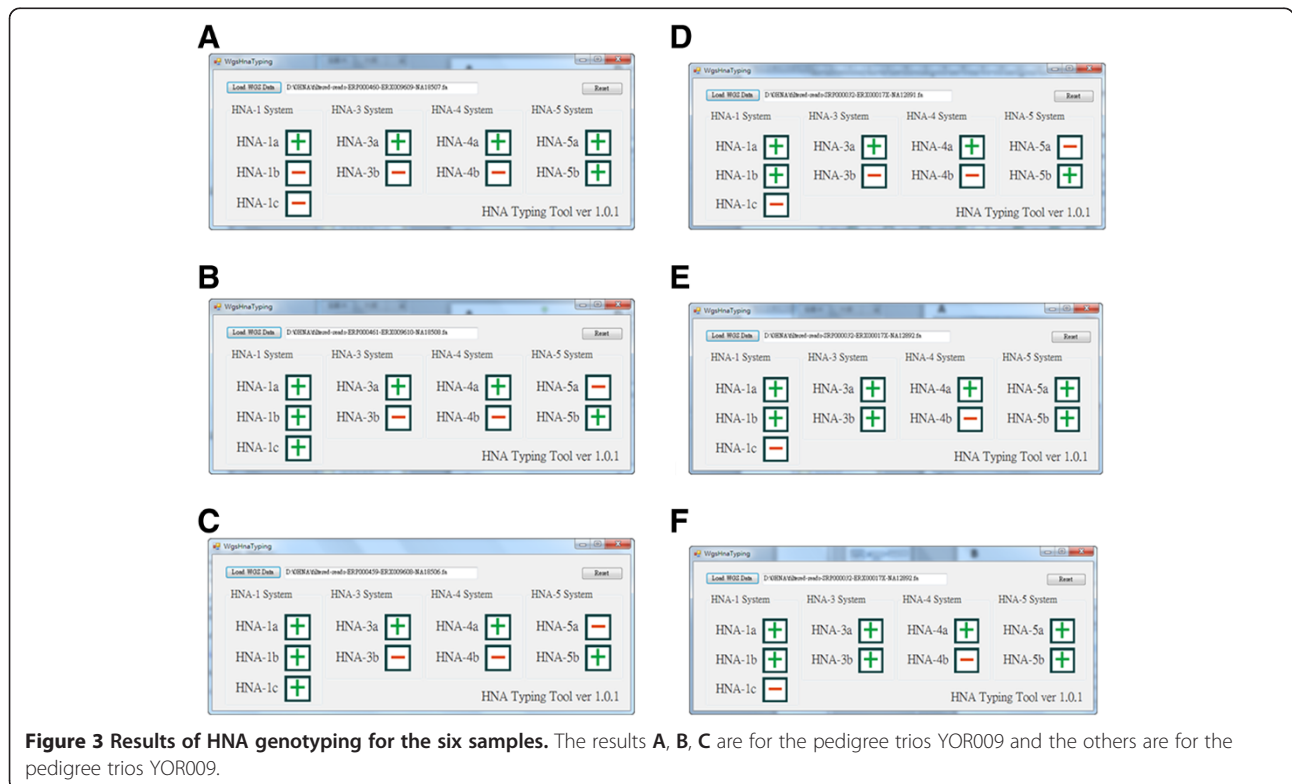 A
WgsHnaTyping
Load WGS Data
Reset
HNA-1 System HNA-3 System HNA-4 System HNA-5 System
HNA-1a + HNA-3a + HNA-4a + HNA-5a +
HNA-1b − HNA-3b − HNA-4b − HNA-5b +
HNA-1c −
HNA Typing Tool ver 1.0.1
B
WgsHnaTyping
Load WGS Data
Reset
HNA-1 System HNA-3 System HNA-4 System HNA-5 System
HNA-1a + HNA-3a + HNA-4a + HNA-5a −
HNA-1b + HNA-3b − HNA-4b − HNA-5b +
HNA-1c +
HNA Typing Tool ver 1.0.1
C
WgsHnaTyping
Load WGS Data
Reset
HNA-1 System HNA-3 System HNA-4 System HNA-5 System
HNA-1a + HNA-3a + HNA-4a + HNA-5a −
HNA-1b + HNA-3b − HNA-4b − HNA-5b +
HNA-1c +
HNA Typing Tool ver 1.0.1
D
WgsHnaTyping
Load WGS Data
Reset
HNA-1 System HNA-3 System HNA-4 System HNA-5 System
HNA-1a + HNA-3a + HNA-4a + HNA-5a −
HNA-1b + HNA-3b − HNA-4b − HNA-5b +
HNA-1c −
HNA Typing Tool ver 1.0.1
E
WgsHnaTyping
Load WGS Data
Reset
HNA-1 System HNA-3 System HNA-4 System HNA-5 System
HNA-1a + HNA-3a + HNA-4a + HNA-5a +
HNA-1b + HNA-3b + HNA-4b − HNA-5b +
HNA-1c −
HNA Typing Tool ver 1.0.1
F
WgsHnaTyping
Load WGS Data
Reset
HNA-1 System HNA-3 System HNA-4 System HNA-5 System
HNA-1a + HNA-3a + HNA-4a + HNA-5a +
HNA-1b + HNA-3b + HNA-4b − HNA-5b +
HNA-1c −
HNA Typing Tool ver 1.0.1
Figure 3 Results of HNA genotyping for the six samples. The results A, B, C are for the pedigree trios YOR009 and the others are for the
pedigree trios YOR009.